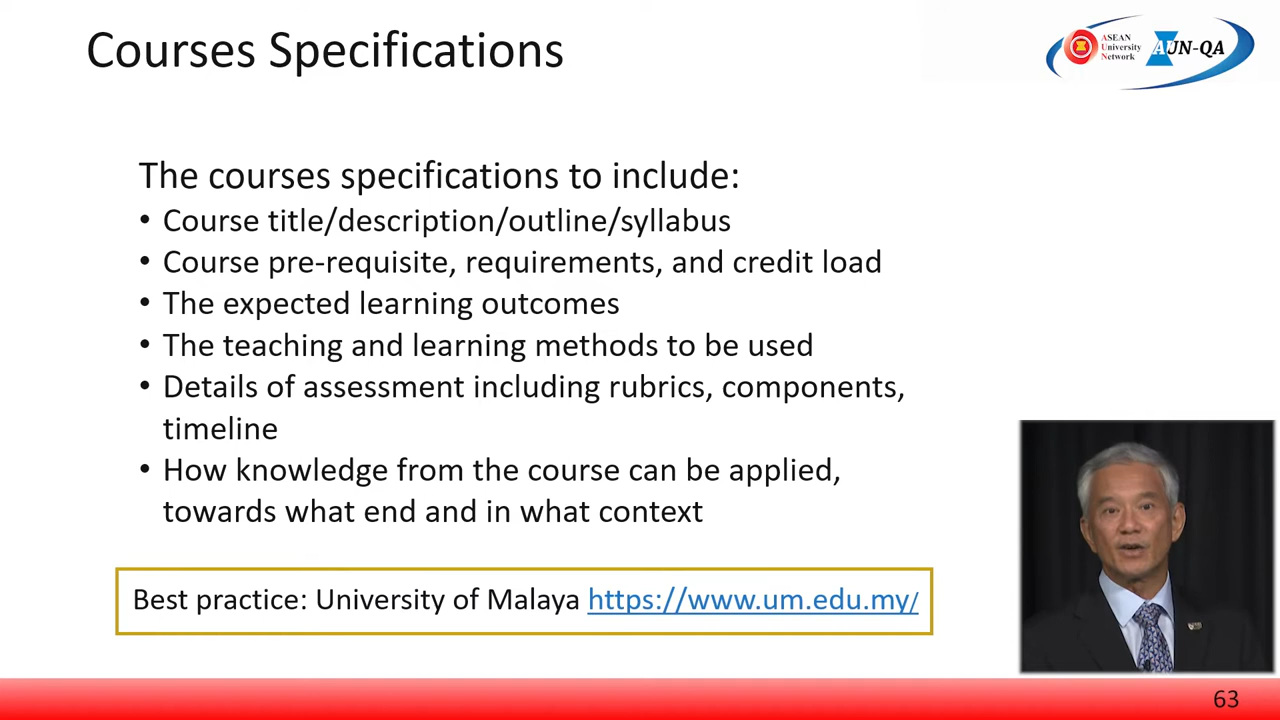 Courses Specifications
ASEAN
University
Network
AUN-QA
The courses specifications to include:
• Course title/description/outline/syllabus
• Course pre-requisite, requirements, and credit load
• The expected learning outcomes
• The teaching and learning methods to be used
• Details of assessment including rubrics, components,
timeline
• How knowledge from the course can be applied,
towards what end and in what context
Best practice: University of Malaya https://www.um.edu.my/
63